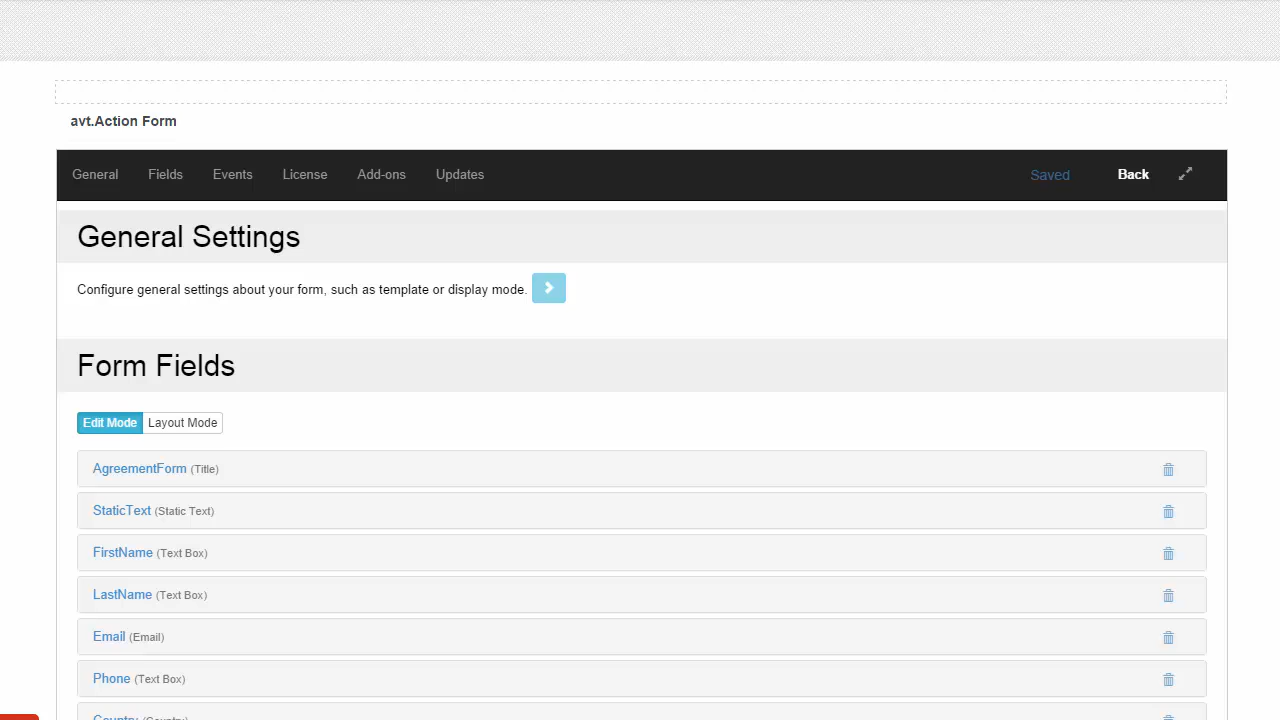 avt.Action Form
General Fields Events License Add-ons Updates Saved Back
General Settings
Configure general settings about your form, such as template or display mode.
Form Fields
Edit Mode Layout Mode
AgreementForm (Title)
StaticText (Static Text)
FirstName (Text Box)
LastName (Text Box)
Email (Email)
Phone (Text Box)
Country (Country)